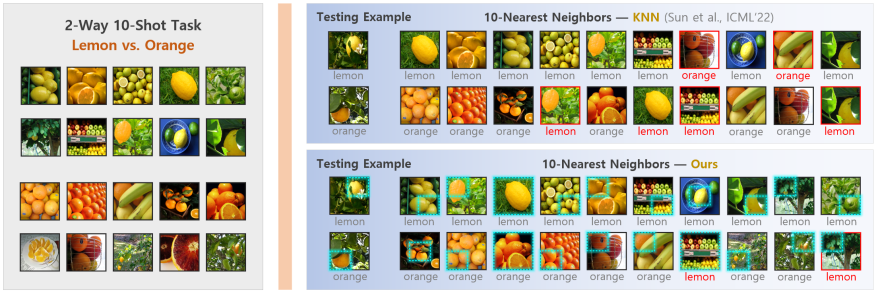 2-Way 10-Shot Task
Lemon vs. Orange
Testing Example 10-Nearest Neighbors — KNN (Sun et al., ICML'22)
lemon lemon lemon lemon lemon lemon lemon orange lemon orange lemon
orange orange orange orange lemon orange lemon lemon orange orange lemon
Testing Example 10-Nearest Neighbors — Ours
lemon lemon lemon lemon lemon lemon lemon lemon lemon lemon lemon
orange orange orange orange orange orange orange lemon orange orange lemon